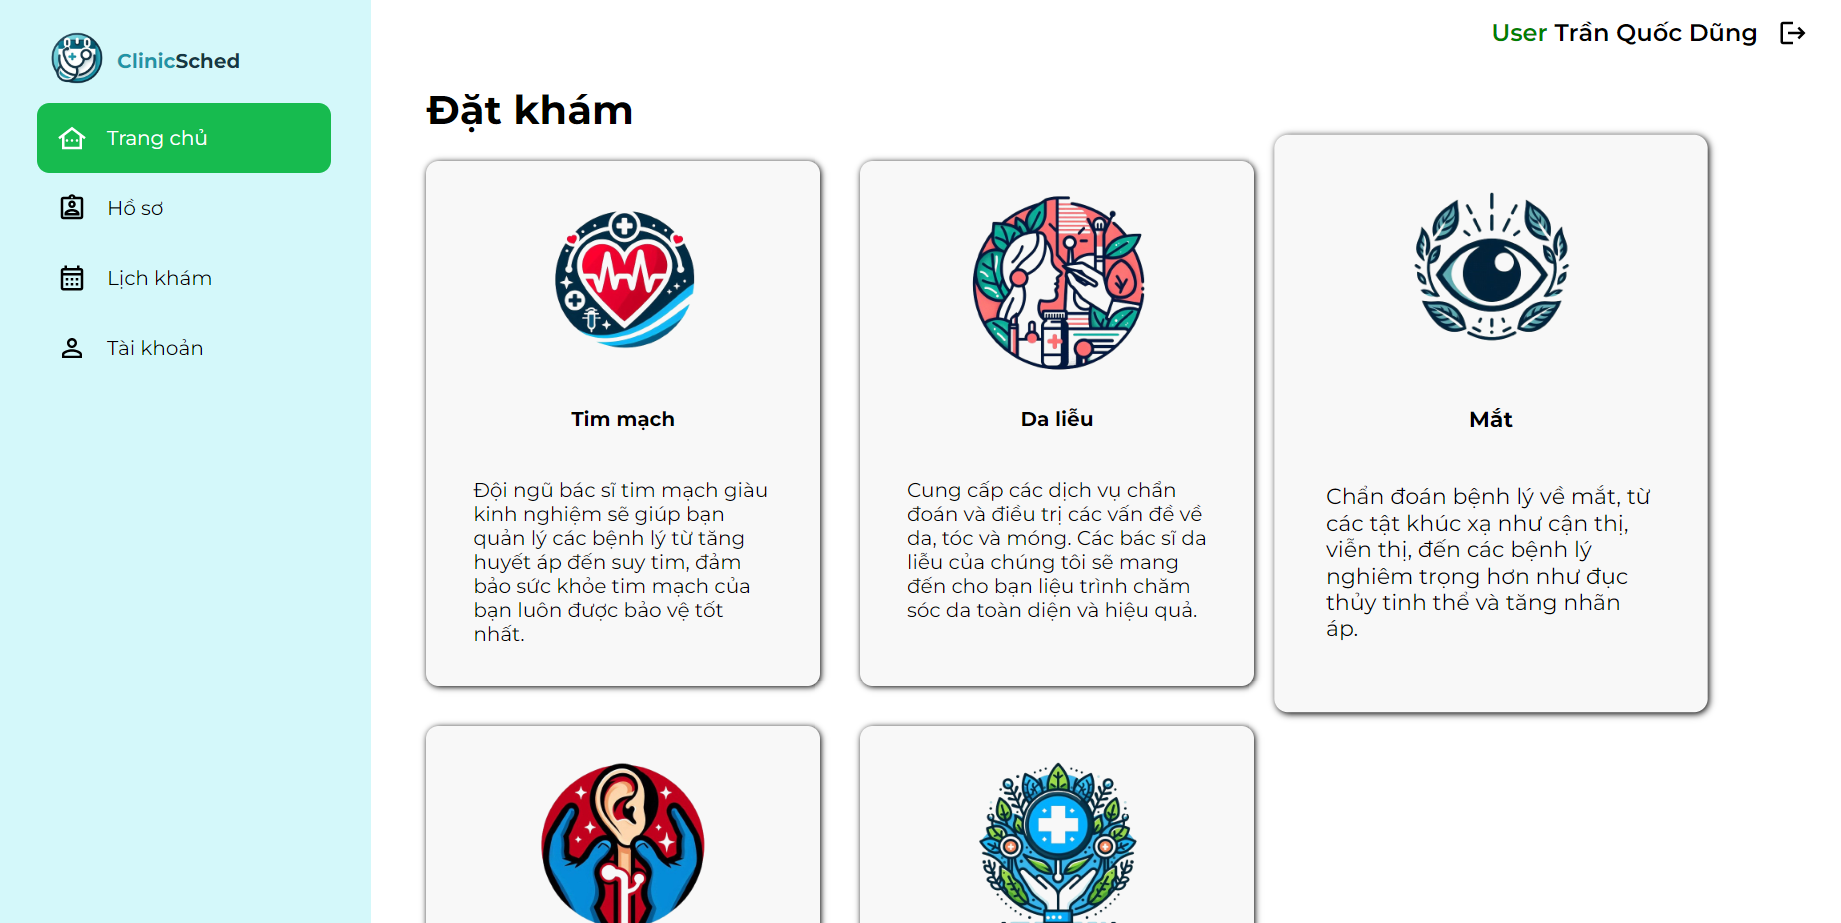 ClinicSched
Trang chủ
Hồ sơ
Lịch khám
Tài khoản
User Trần Quốc Dũng
Đặt khám
Tim mạch
Đội ngũ bác sĩ tim mạch giàu
kinh nghiệm sẽ giúp bạn
quản lý các bệnh lý từ tăng
huyết áp đến suy tim, đảm
bảo sức khỏe tim mạch của
bạn luôn được bảo vệ tốt
nhất.
Da liễu
Cung cấp các dịch vụ chẩn
đoán và điều trị các vấn đề về
da, tóc và móng. Các bác sĩ da
liễu của chúng tôi sẽ mang
đến cho bạn liệu trình chăm
sóc da toàn diện và hiệu quả.
Mắt
Chẩn đoán bệnh lý về mắt, từ
các tật khúc xạ như cận thị,
viễn thị, đến các bệnh lý
nghiêm trọng hơn như đục
thủy tinh thể và tăng nhãn
áp.